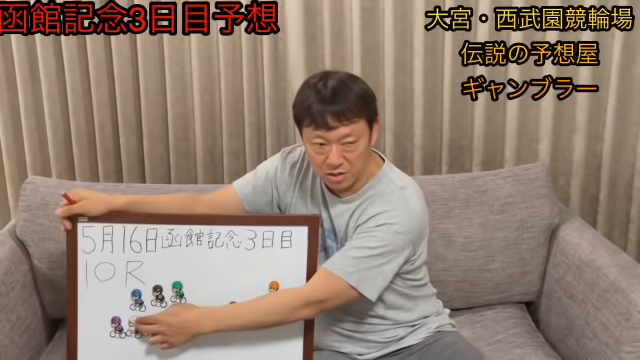 函館記念3日目予想
大宮・西武園競輪場
伝説の予想屋
ギャンブラー
5月16日函館記念3日目
10R